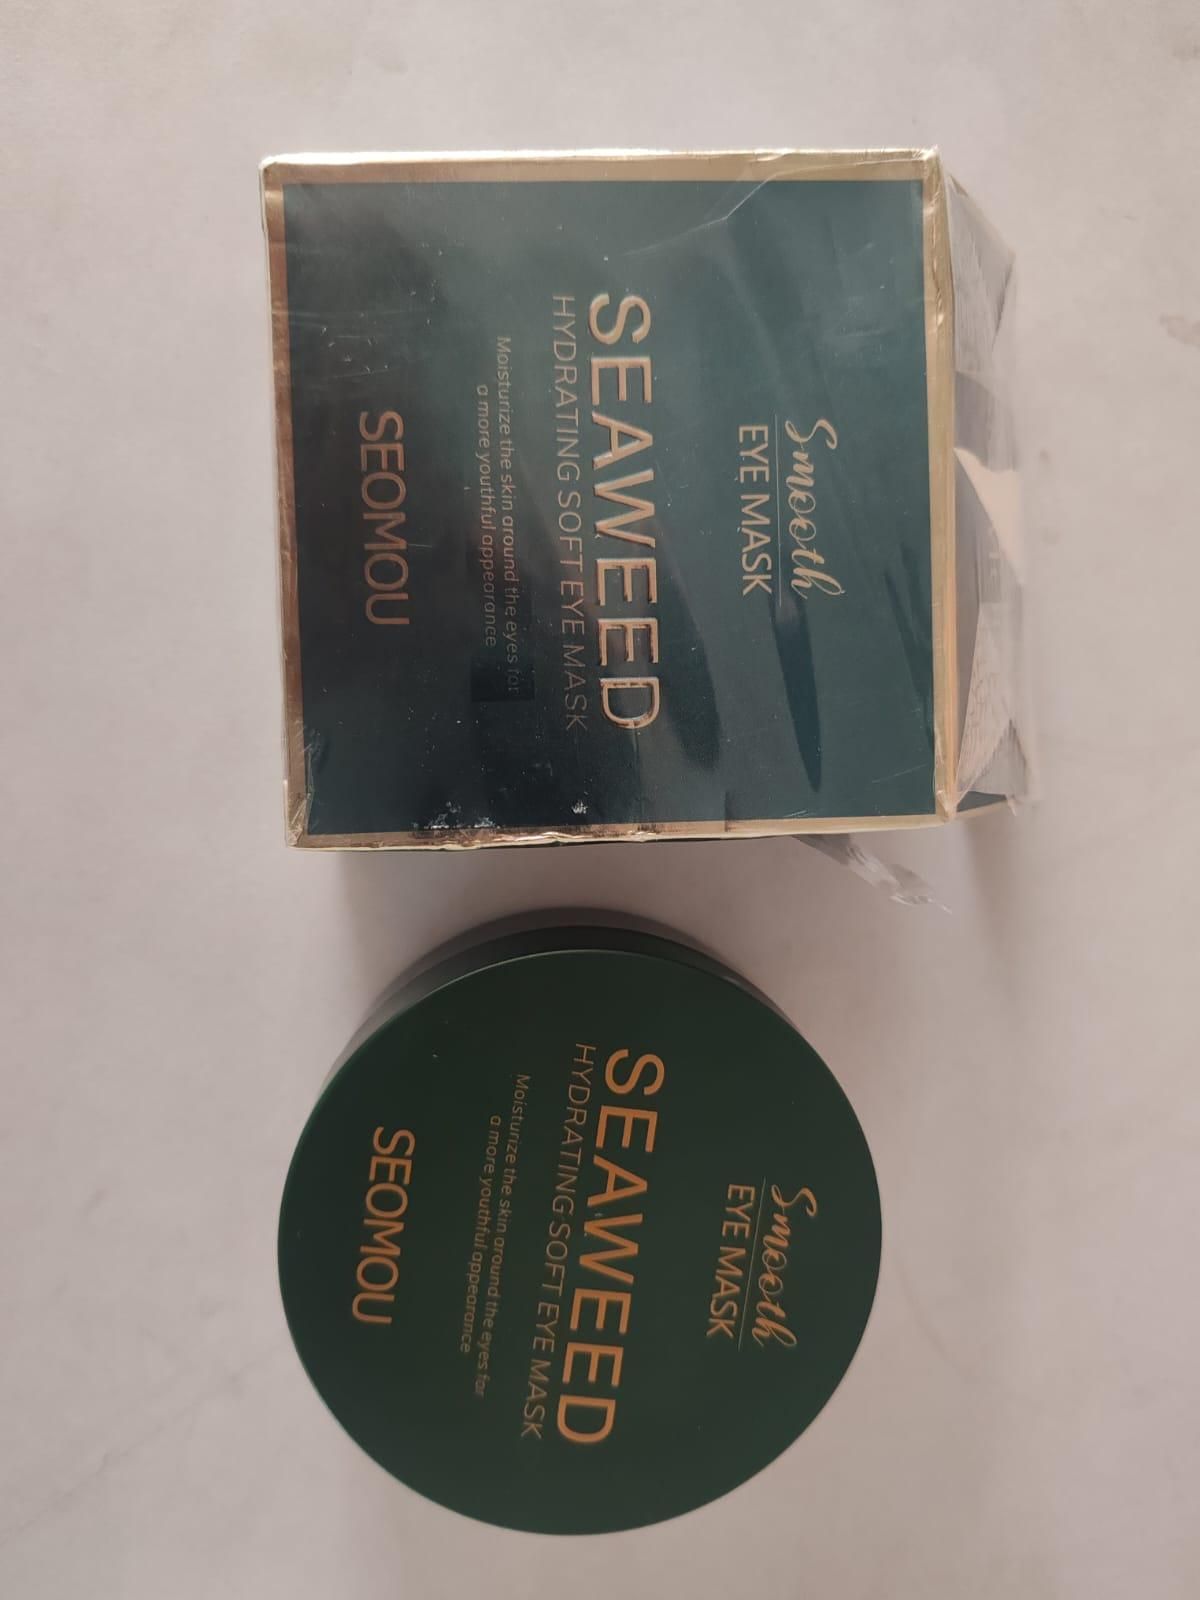 Smooth
EYE MASK
SEAWEED
HYDRATING SOFT EYE MASK
Moisturize the skin around the eyes for
a more youthful appearance
SEOMOU
Smooth
EYE MASK
SEAWEED
HYDRATING SOFT EYE MASK
Moisturize the skin around the eyes for
a more youthful appearance
SEOMOU